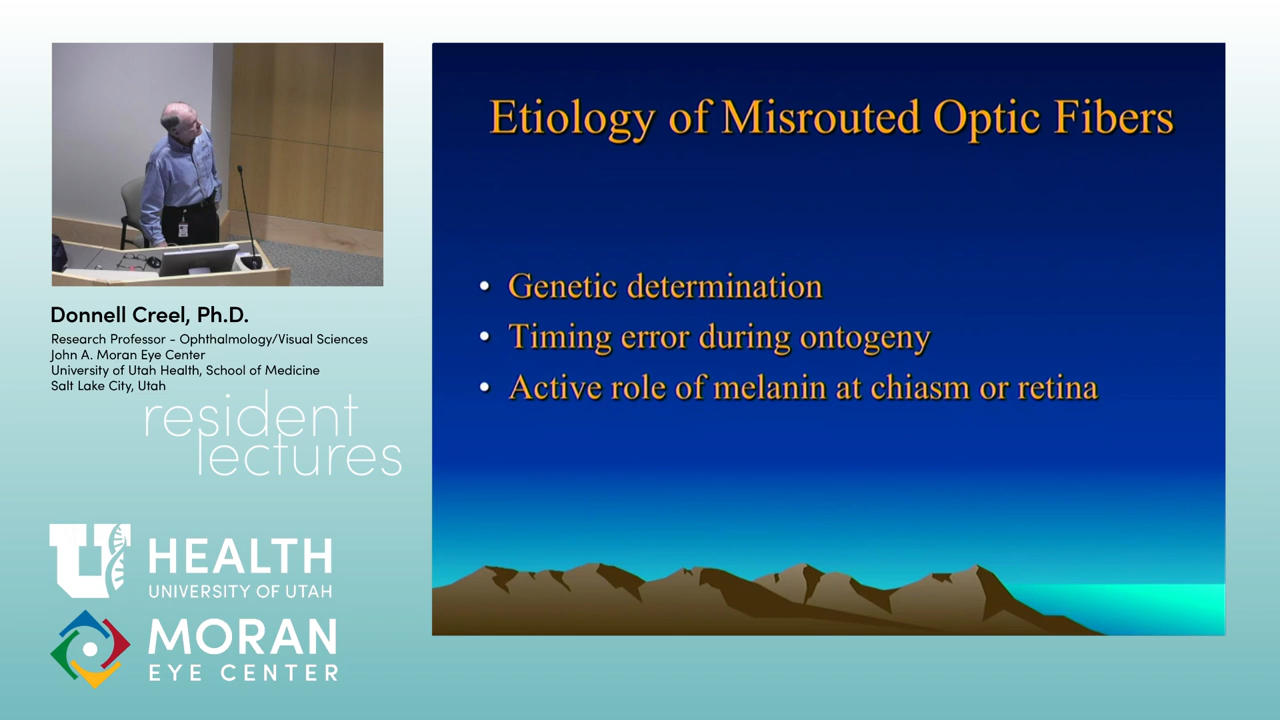 Etiology of Misrouted Optic Fibers
• Genetic determination
• Timing error during ontogeny
• Active role of melanin at chiasm or retina
Donnell Creel, Ph.D.
Research Professor - Ophthalmology/Visual Sciences
John A. Moran Eye Center
University of Utah Health, School of Medicine
Salt Lake City, Utah
resident
lectures
U HEALTH
UNIVERSITY OF UTAH
MORAN
EYE CENTER